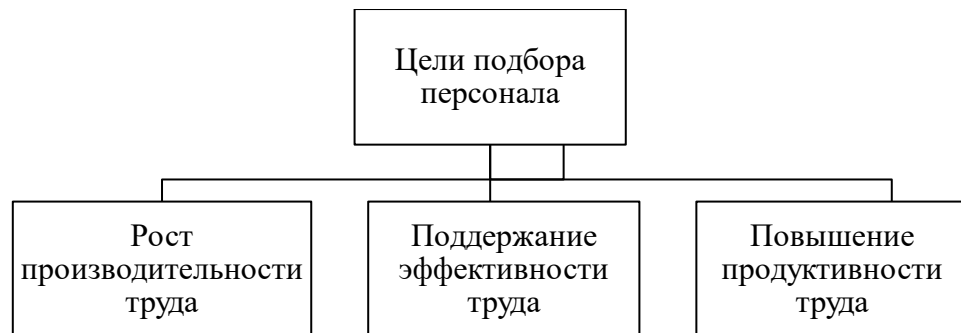 Цели подбора
персонала
Рост
производительности
труда
Поддержание
эффективности
труда
Повышение
продуктивности
труда